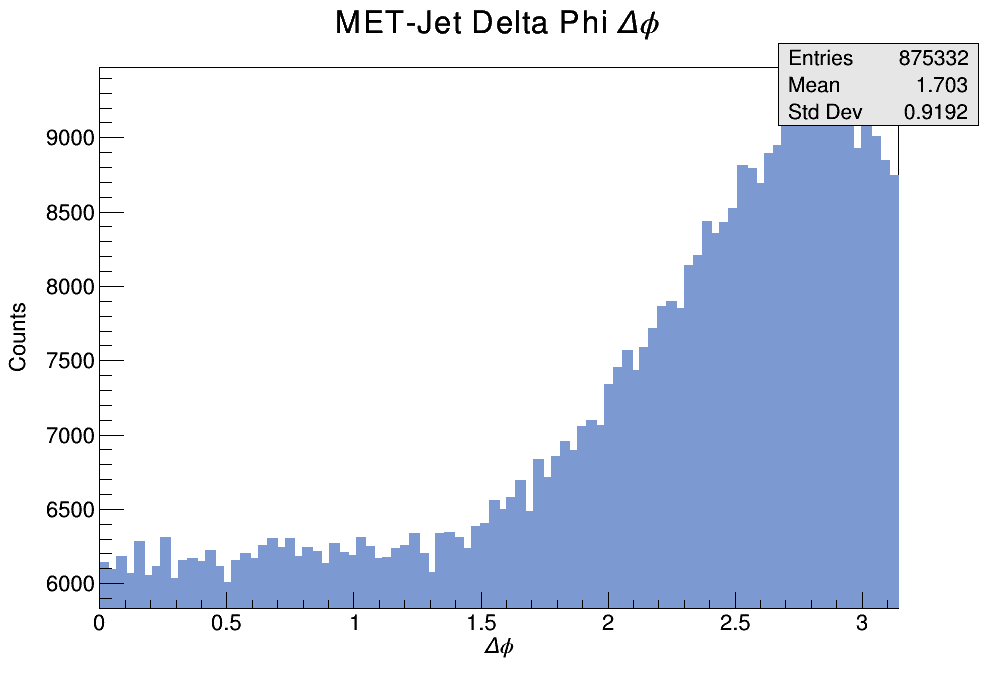 MET-Jet Delta Phi Δϕ
Entries 875332
Mean 1.703
Std Dev 0.9192
Counts
9000
8500
8000
7500
7000
6500
6000
0 0.5 1 1.5 2 2.5 3
Δϕ